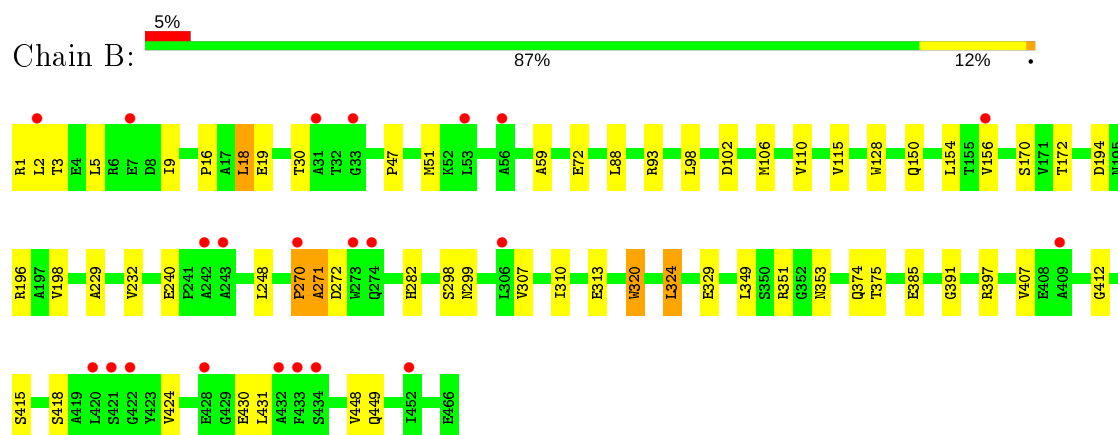 5%
Chain B:
87% 12% •
R1 L2 T3 E4 L5 R6 E7 D8 I9 P16 A17 L18 E19 T30 A31 T32 G33 P47 M51 K52 L53 A56 A59 E72 L88 R93 L98 D102 M106 V110 V115 W128 Q150 L154 T155 V156 S170 V171 T172 D194 N195
R196 A197 V198 A229 V232 E240 P241 A242 A243 L248 P270 A271 D272 W273 Q274 H282 S298 N299 L306 V307 I310 E313 W320 L324 E329 L349 S350 R351 G352 N353 Q374 T375 E385 G391 R397 V407 E408 A409 G412
S415 S418 A419 L420 S421 G422 Y423 V424 E428 G429 E430 L431 A432 F433 S434 V448 Q449 I452 E466